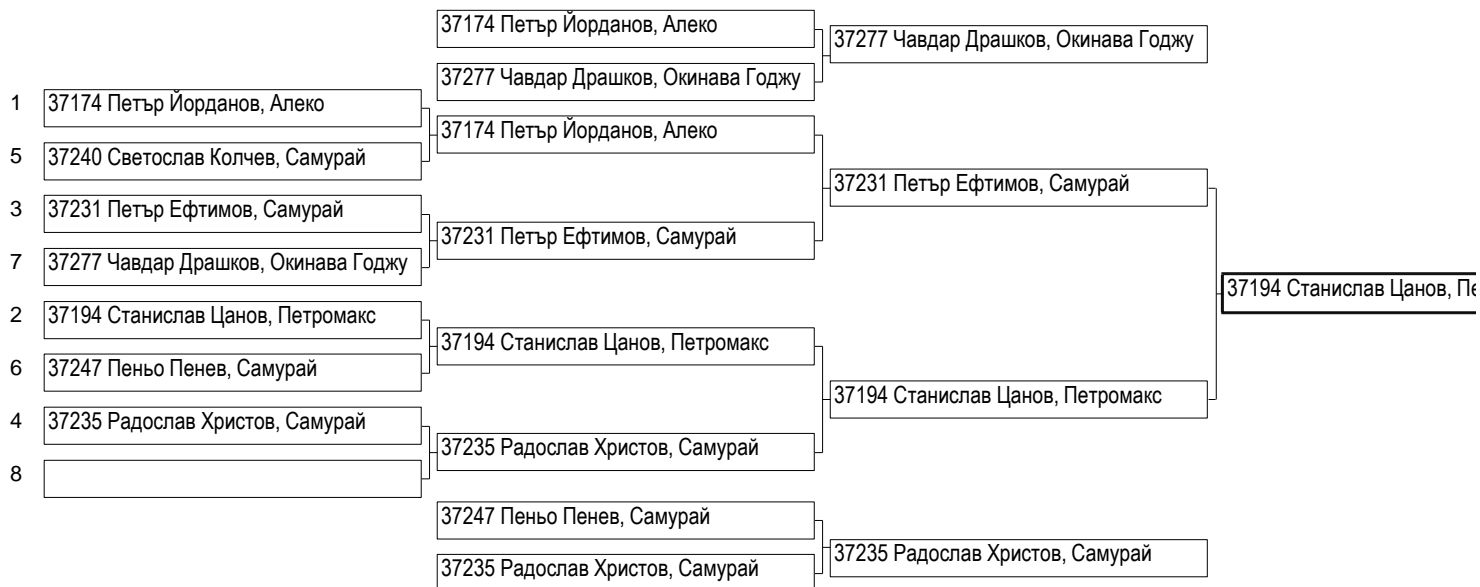 37174 Петър Йорданов, Алеко
37277 Чавдар Драшков, Окинава Годжу
37277 Чавдар Драшков, Окинава Годжу
1 37174 Петър Йорданов, Алеко
37174 Петър Йорданов, Алеко
5 37240 Светослав Колчев, Самурай
37231 Петър Ефтимов, Самурай
3 37231 Петър Ефтимов, Самурай
37231 Петър Ефтимов, Самурай
7 37277 Чавдар Драшков, Окинава Годжу
37194 Станислав Цанов,
2 37194 Станислав Цанов, Петромакс
37194 Станислав Цанов, Петромакс
6 37247 Пеньо Пенев, Самурай
37194 Станислав Цанов, Петромакс
4 37235 Радослав Христов, Самурай
37235 Радослав Христов, Самурай
8
37247 Пеньо Пенев, Самурай
37235 Радослав Христов, Самурай
37235 Радослав Христов, Самурай